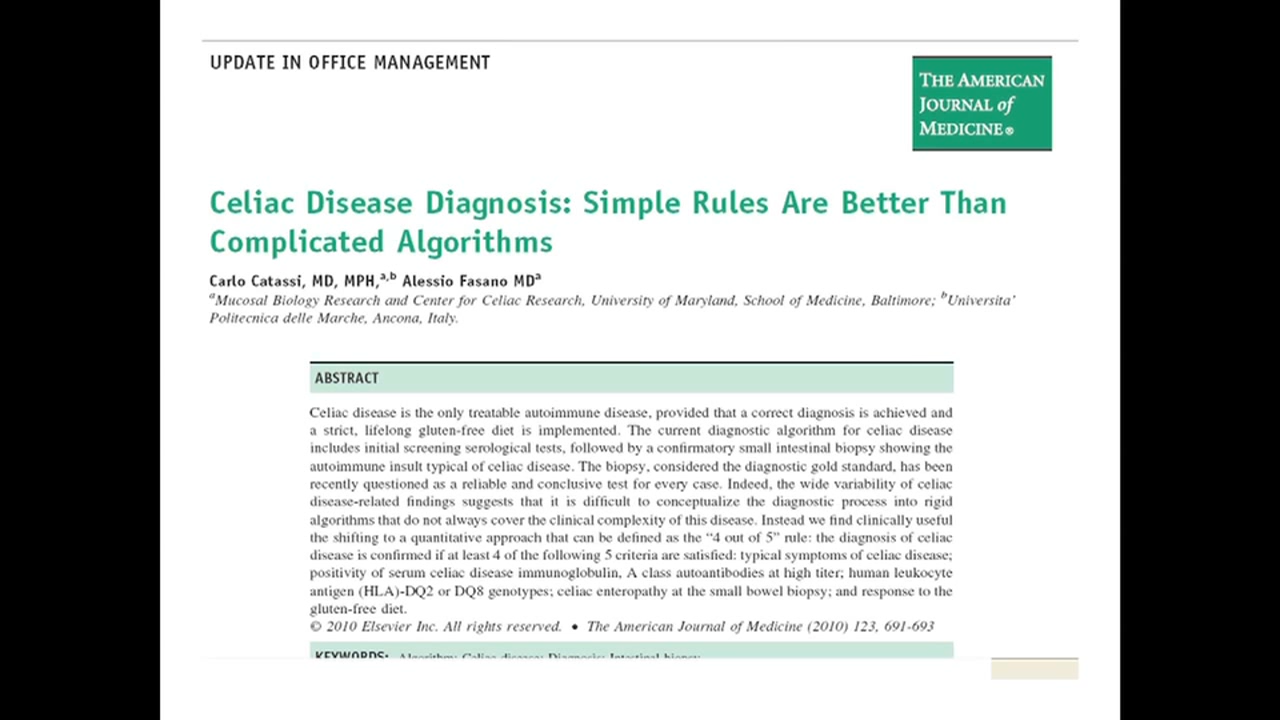 UPDATE IN OFFICE MANAGEMENT
THE AMERICAN
JOURNAL of
MEDICINE®
Celiac Disease Diagnosis: Simple Rules Are Better Than
Complicated Algorithms
Carlo Catassi, MD, MPH,a,b Alessio Fasano MDa
aMucosal Biology Research and Center for Celiac Research, University of Maryland, School of Medicine, Baltimore; bUniversita'
Politecnica delle Marche, Ancona, Italy.
ABSTRACT
Celiac disease is the only treatable autoimmune disease, provided that a correct diagnosis is achieved and
a strict, lifelong gluten-free diet is implemented. The current diagnostic algorithm for celiac disease
includes initial screening serological tests, followed by a confirmatory small intestinal biopsy showing the
autoimmune insult typical of celiac disease. The biopsy, considered the diagnostic gold standard, has been
recently questioned as a reliable and conclusive test for every case. Indeed, the wide variability of celiac
disease-related findings suggests that it is difficult to conceptualize the diagnostic process into rigid
algorithms that do not always cover the clinical complexity of this disease. Instead we find clinically useful
the shifting to a quantitative approach that can be defined as the “4 out of 5” rule: the diagnosis of celiac
disease is confirmed if at least 4 of the following 5 criteria are satisfied: typical symptoms of celiac disease;
positivity of serum celiac disease immunoglobulin, A class autoantibodies at high titer; human leukocyte
antigen (HLA)-DQ2 or DQ8 genotypes; celiac enteropathy at the small bowel biopsy; and response to the
gluten-free diet.
© 2010 Elsevier Inc. All rights reserved. • The American Journal of Medicine (2010) 123, 691-693
KEYWORDS: Algorithm; Celiac disease; Diagnosis; Intestinal biopsy